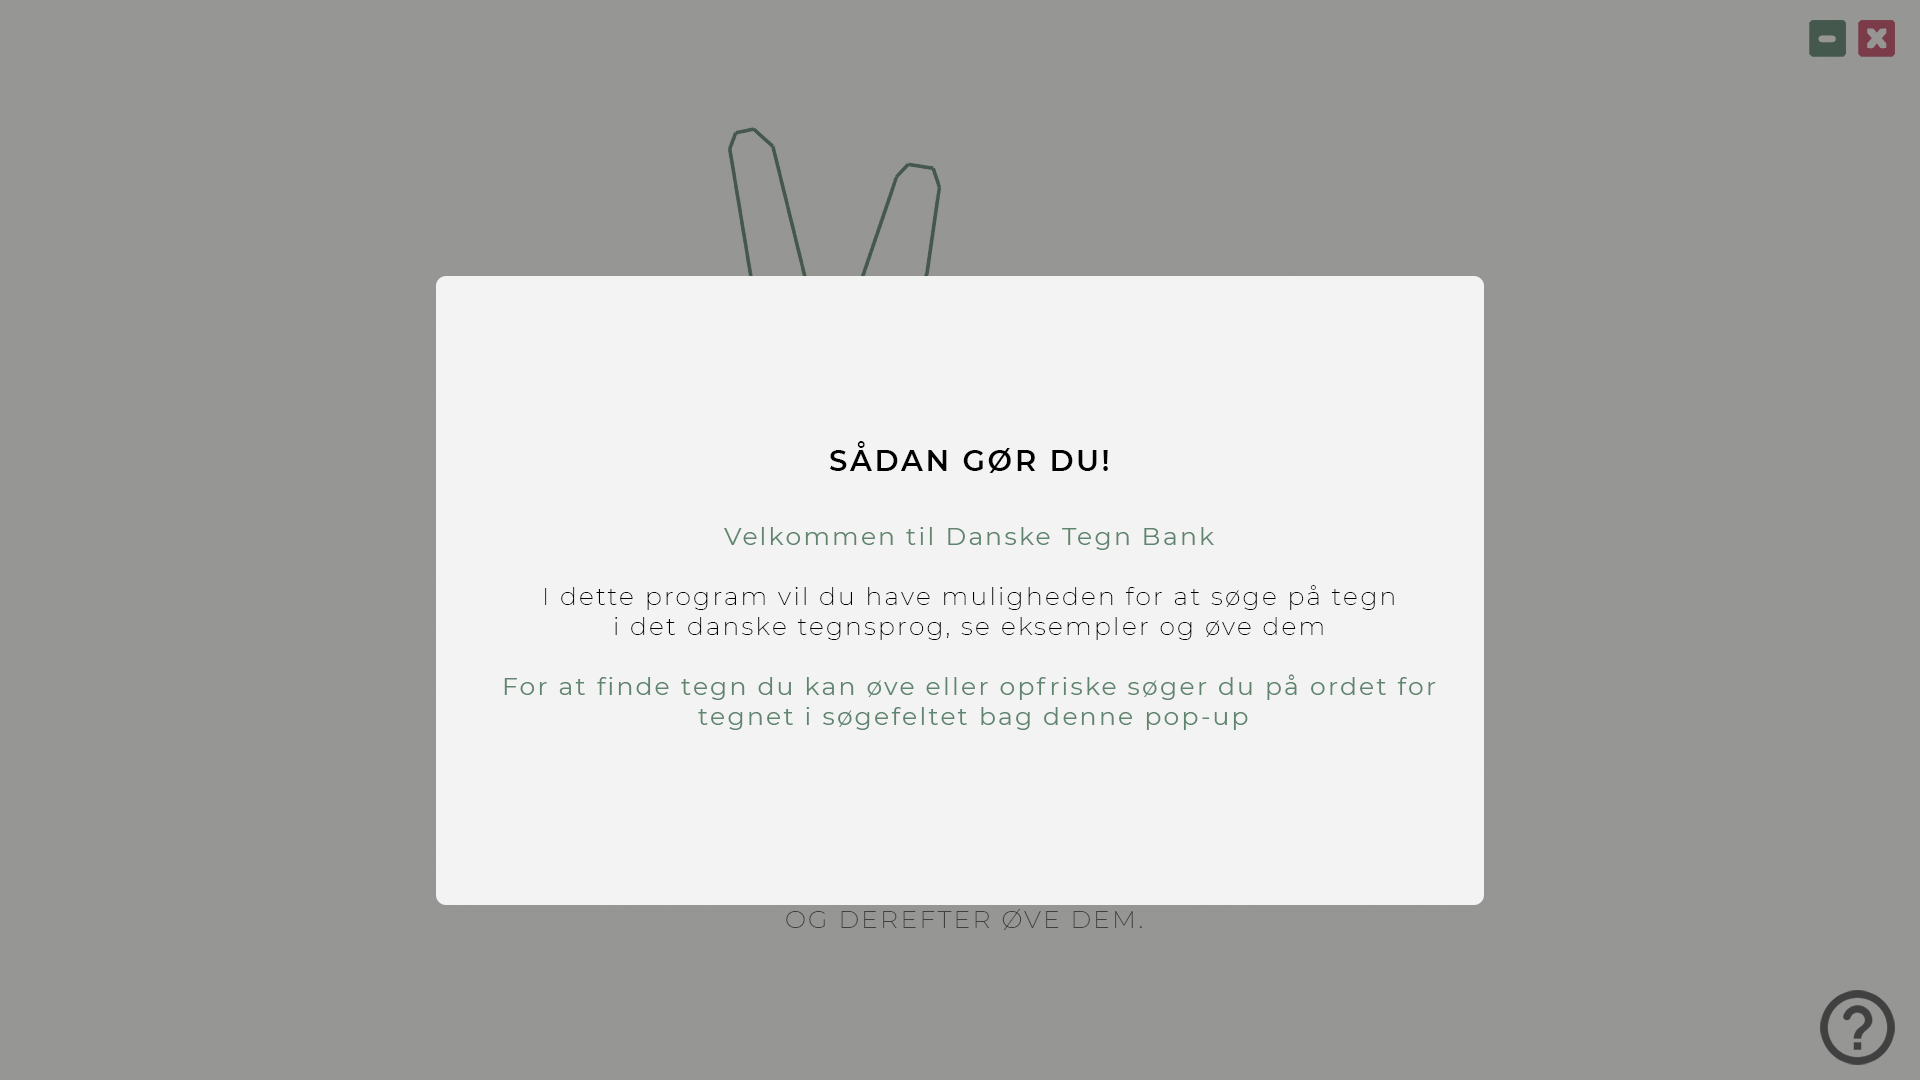 SÅDAN GØR DU!
Velkommen til Danske Tegn Bank
I dette program vil du have muligheden for at søge på tegn
i det danske tegnsprog, se eksempler og øve dem
For at finde tegn du kan øve eller opfriske søger du på ordet for
tegnet i søgefeltet bag denne pop-up
OG DEREFTER ØVE DEM.